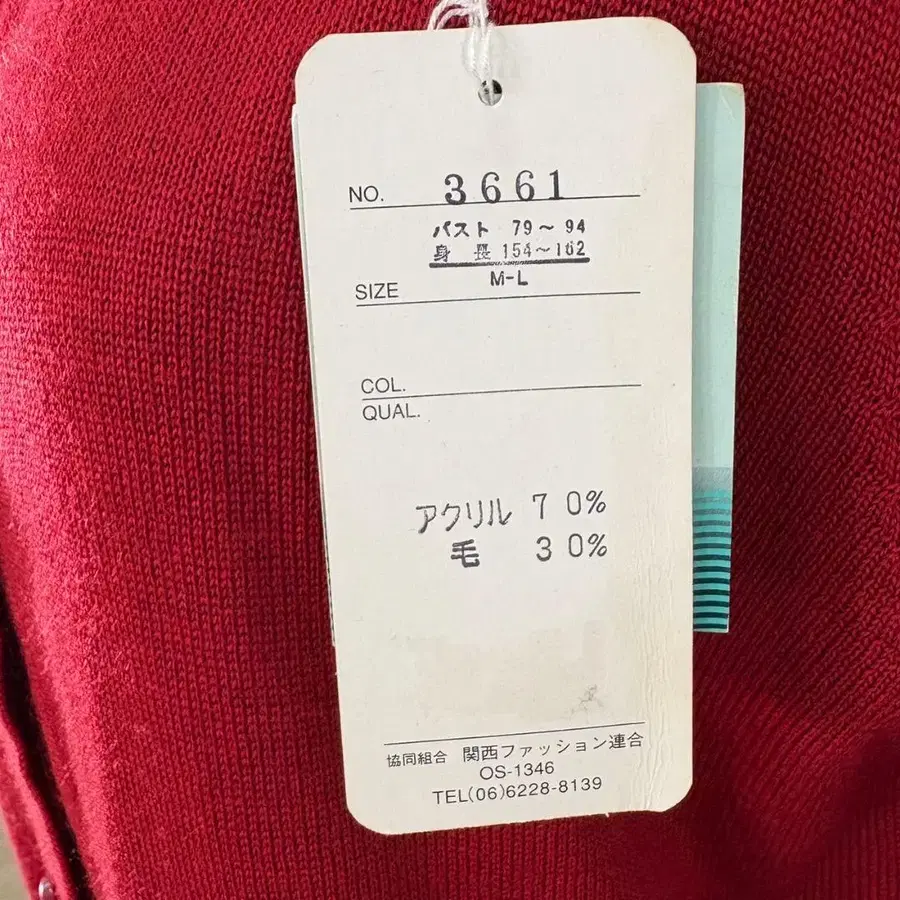 NO. 3661
バスト 79～94
身長 154～162
SIZE M-L
COL.
QUAL.
アクリル 70%
毛 30%
協同組合 関西ファッション連合
OS-1346
TEL(06)6228-8139